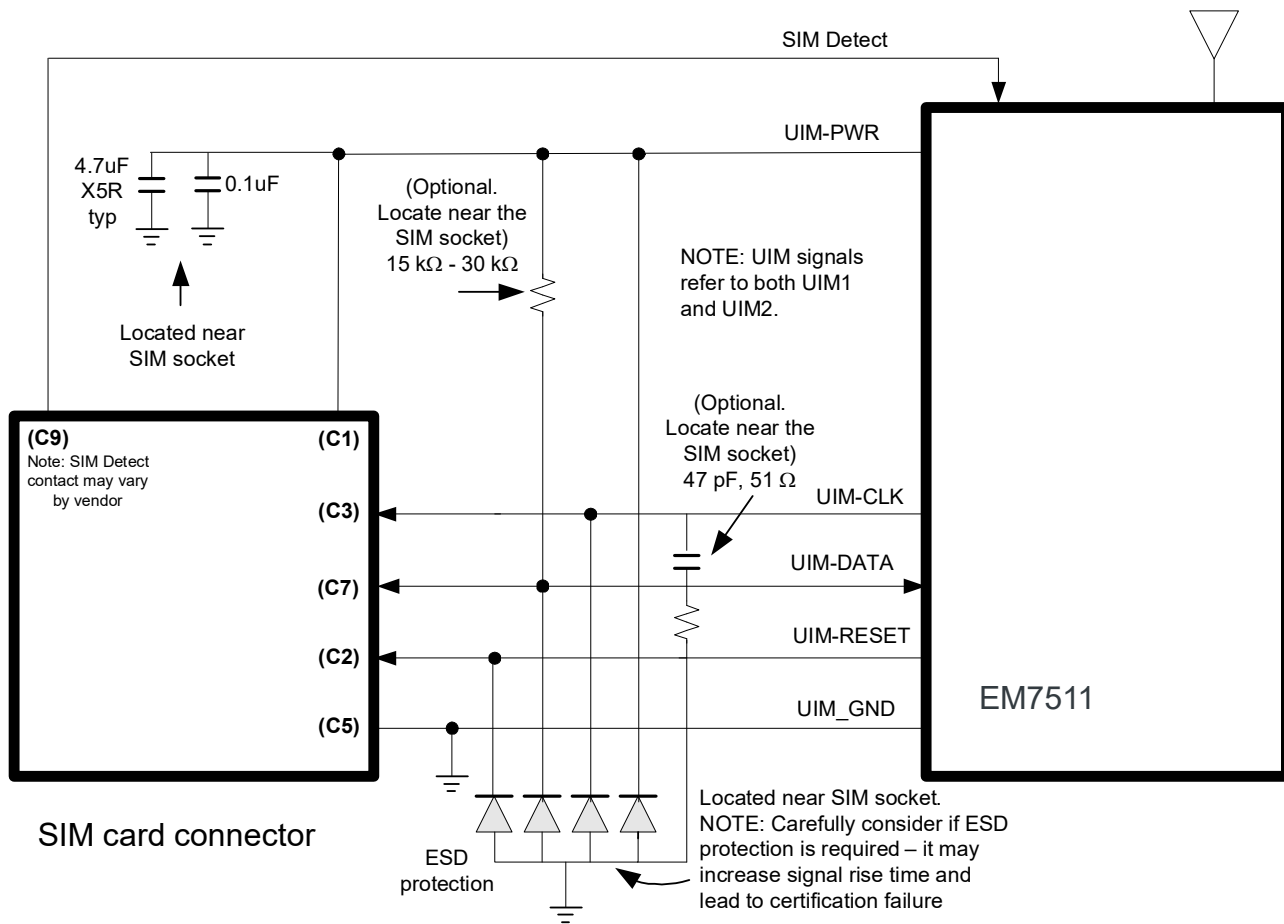 SIM Detect
UIM-PWR
4.7uF
X5R
typ
0.1uF
(Optional.
Locate near the
SIM socket)
15 kΩ - 30 kΩ
NOTE: UIM signals
refer to both UIM1
and UIM2.
Located near
SIM socket
(Optional.
Locate near the
SIM socket)
47 pF, 51 Ω
(C9)
Note: SIM Detect
contact may vary
by vendor
(C1)
(C3)
UIM-CLK
(C7)
UIM-DATA
(C2)
UIM-RESET
(C5)
UIM_GND
EM7511
SIM card connector
ESD
protection
Located near SIM socket.
NOTE: Carefully consider if ESD
protection is required – it may
increase signal rise time and
lead to certification failure